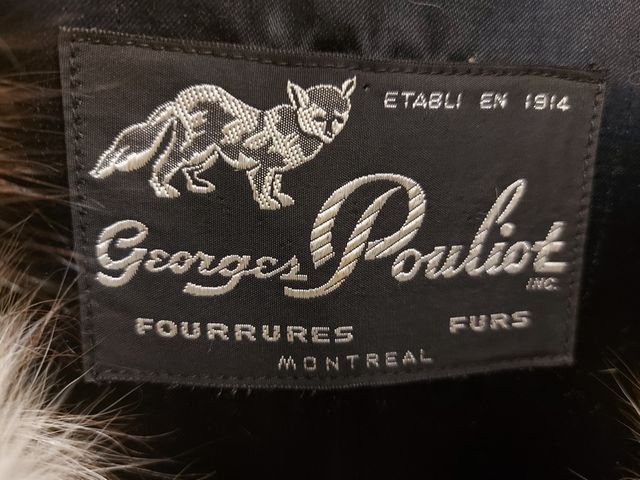 ETABLI EN 1914
Georges Pouliot
INC.
FOURRURES FURS
MONTREAL